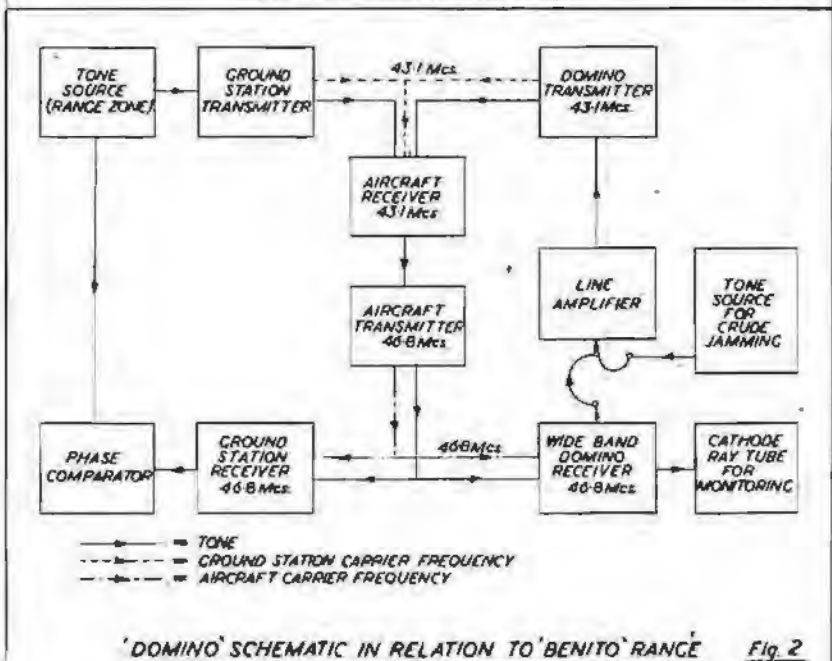 TONE
SOURCE
(RANGE ZONE)
GROUND
STATION
TRANSMITTER
43·1 Mcs.
DOMINO
TRANSMITTER
43·1 Mcs.
AIRCRAFT
RECEIVER
43·1 Mcs.
AIRCRAFT
TRANSMITTER
46·8 Mcs.
LINE
AMPLIFIER
TONE
SOURCE
FOR
CRUDE
JAMMING
PHASE
COMPARATOR
GROUND
STATION
RECEIVER
46·8 Mcs.
46·8 Mcs.
WIDE BAND
DOMINO
RECEIVER
46·8 Mcs.
CATHODE
RAY TUBE
FOR
MONITORING
= TONE
= GROUND STATION CARRIER FREQUENCY
= AIRCRAFT CARRIER FREQUENCY
'DOMINO' SCHEMATIC IN RELATION TO 'BENITO' RANGE Fig. 2